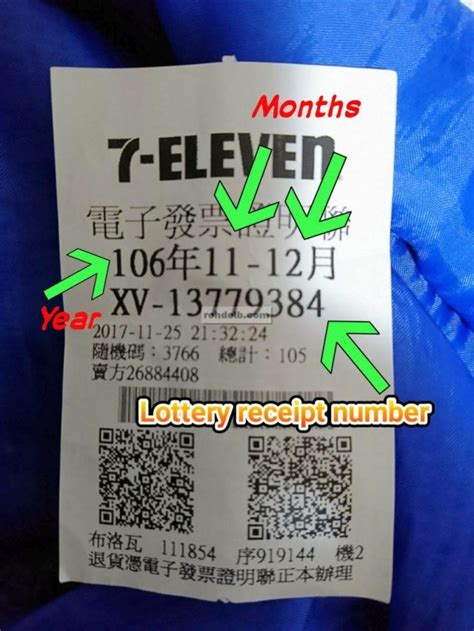 Months
7-ELEVEN
電子發票證明聯
106年11-12月
XV-13779384
Year
rohdelb.com
2017-11-25 21:32:24
隨機碼：3766 總計：105
賣方26884408
Lottery receipt number
布洛瓦 111854 序919144 機2
退貨憑電子發票證明聯正本辦理